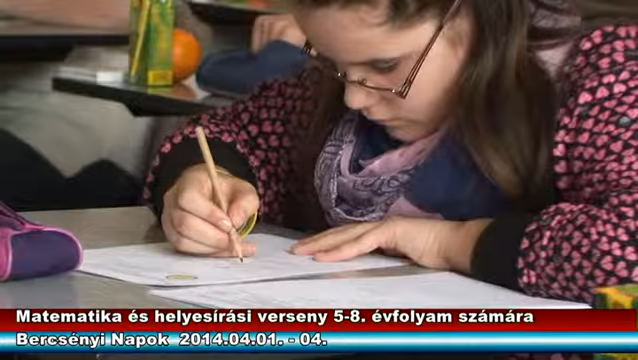 Matematika és helyesírási verseny 5-8. évfolyam számára
Bercsényi Napok 2014.04.01. - 04.